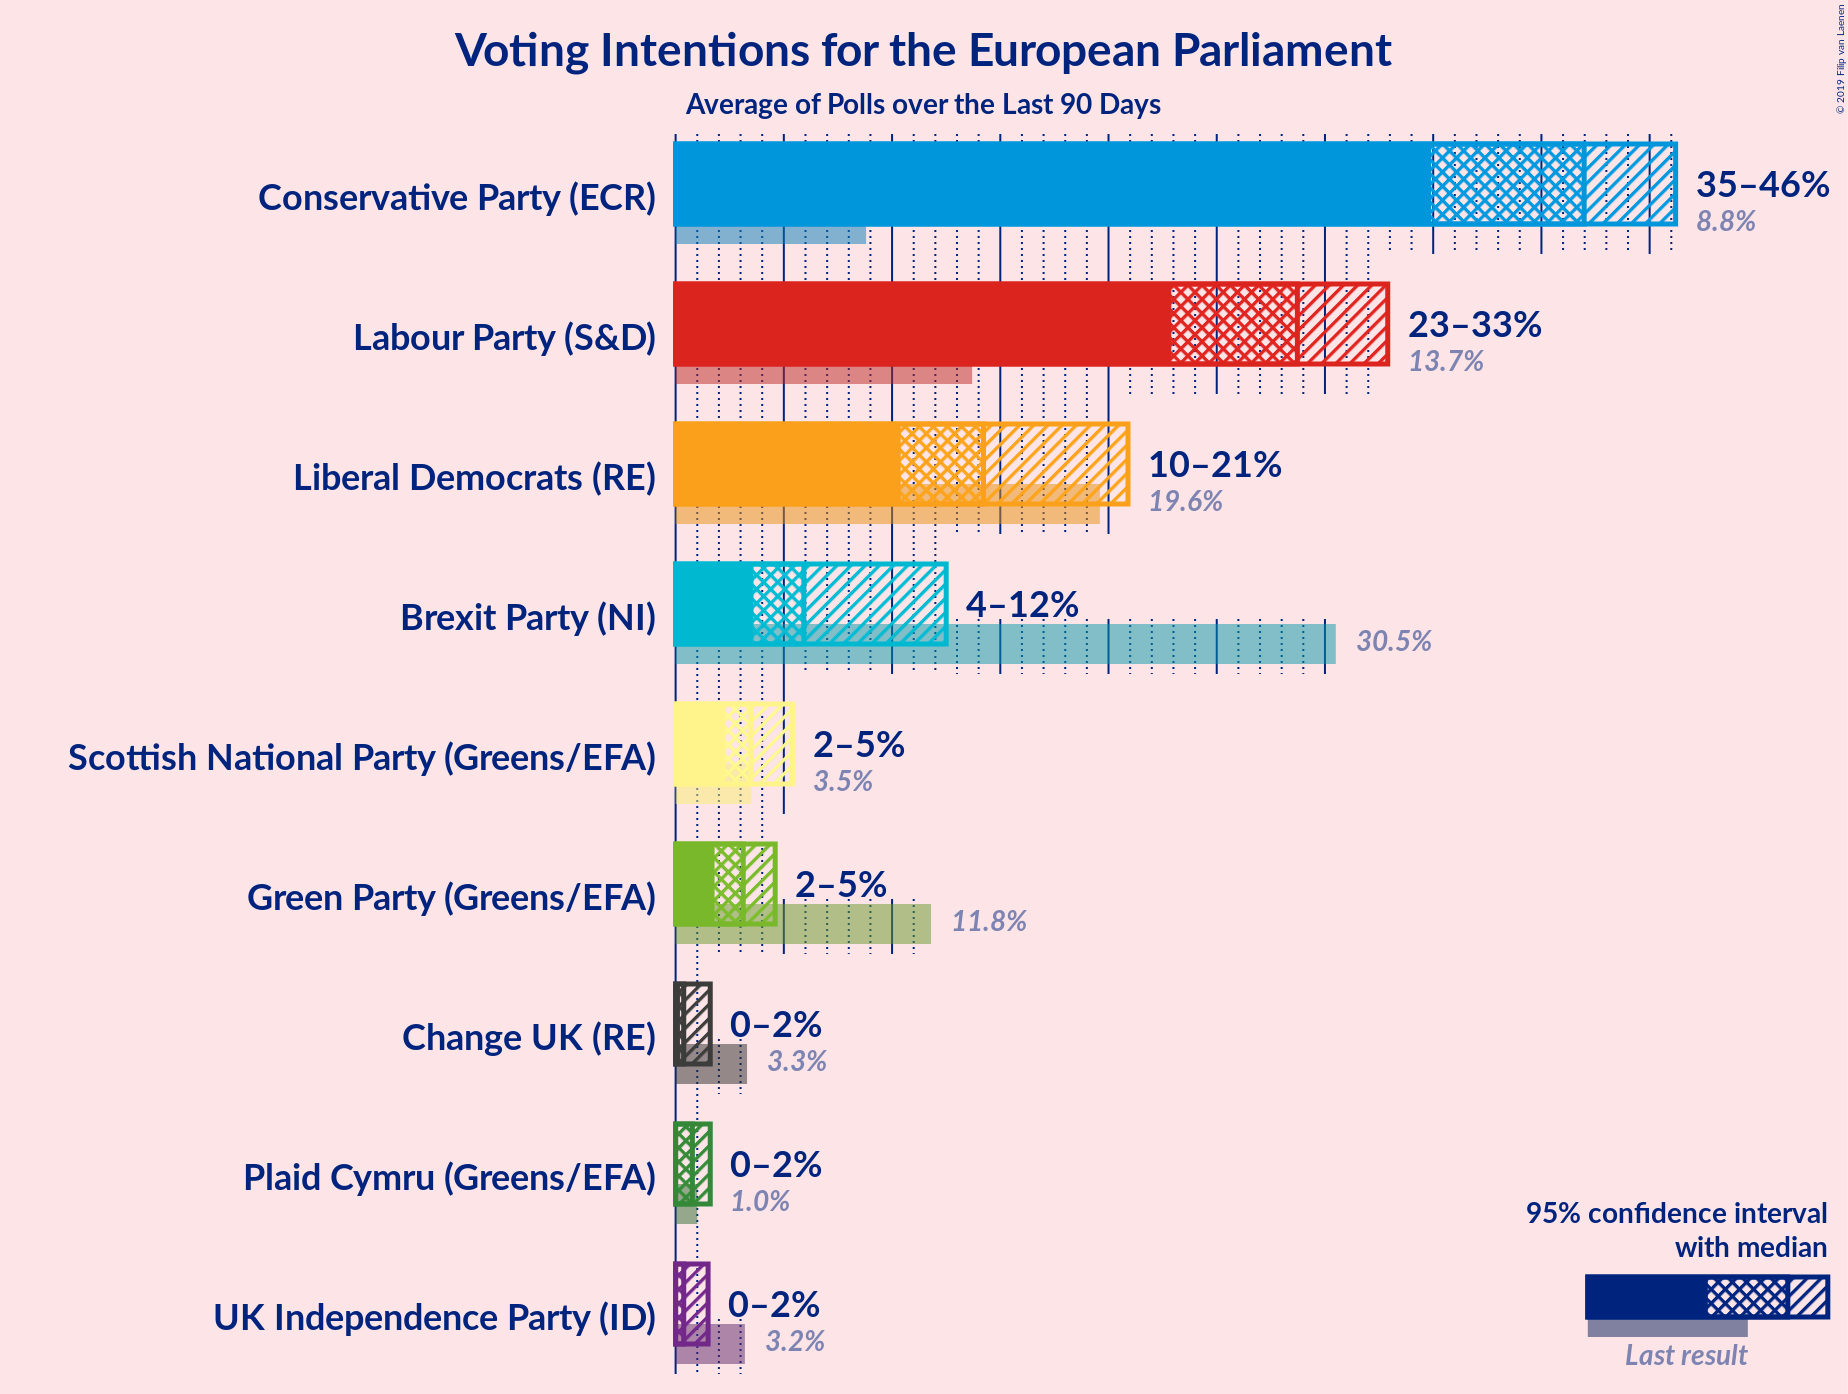 Voting Intentions for the European Parliament
Average of Polls over the Last 90 Days
© 2019 Filip van Laenen
Conservative Party (ECR)
35–46%
8.8%
Labour Party (S&D)
23–33%
13.7%
Liberal Democrats (RE)
10–21%
19.6%
Brexit Party (NI)
4–12%
30.5%
Scottish National Party (Greens/EFA)
2–5%
3.5%
Green Party (Greens/EFA)
2–5%
11.8%
Change UK (RE)
0–2%
3.3%
Plaid Cymru (Greens/EFA)
0–2%
1.0%
UK Independence Party (ID)
0–2%
3.2%
95% confidence interval
with median
Last result